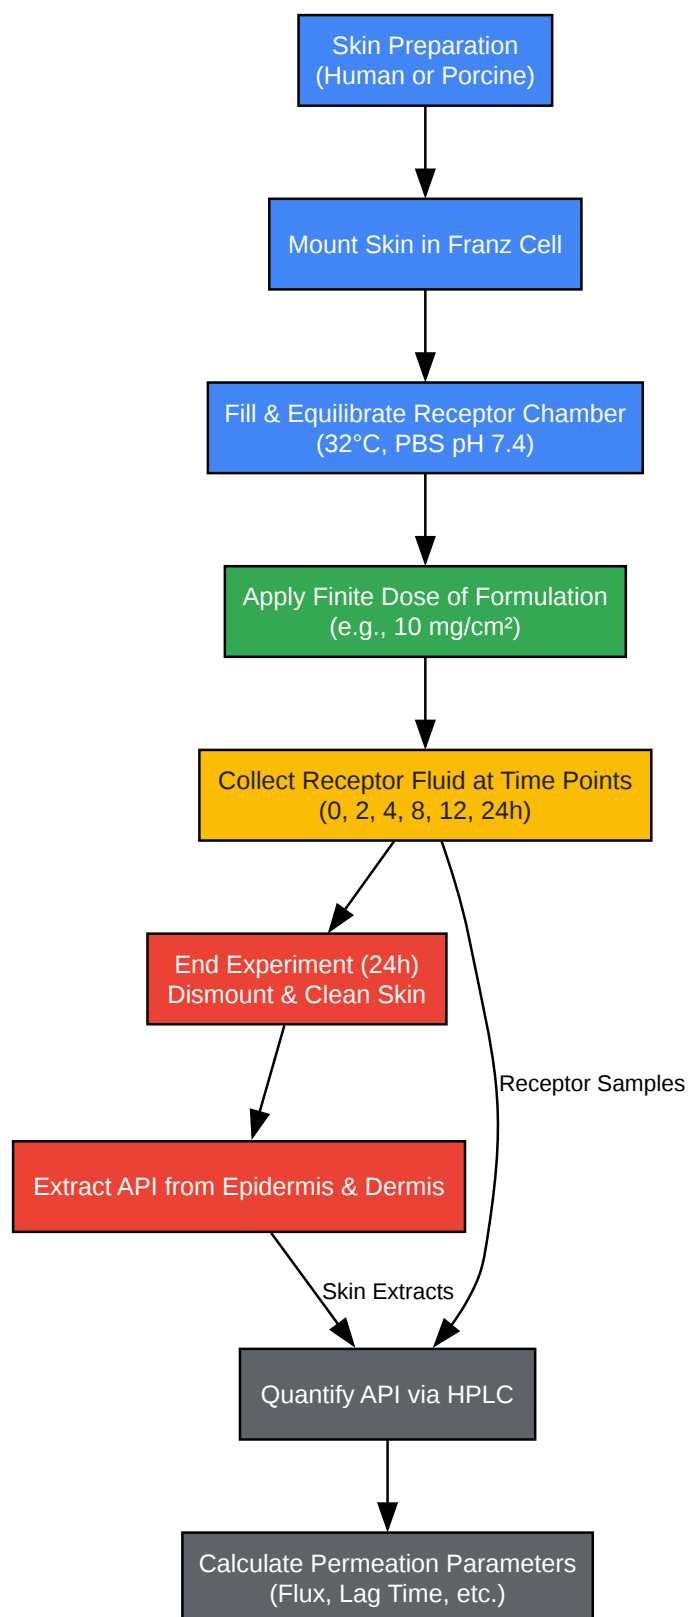 Skin Preparation
(Human or Porcine)
Mount Skin in Franz Cell
Fill & Equilibrate Receptor Chamber
(32°C, PBS pH 7.4)
Apply Finite Dose of Formulation
(e.g., 10 mg/cm²)
Collect Receptor Fluid at Time Points
(0, 2, 4, 8, 12, 24h)
End Experiment (24h)
Dismount & Clean Skin
Receptor Samples
Extract API from Epidermis & Dermis
Skin Extracts
Quantify API via HPLC
Calculate Permeation Parameters
(Flux, Lag Time, etc.)